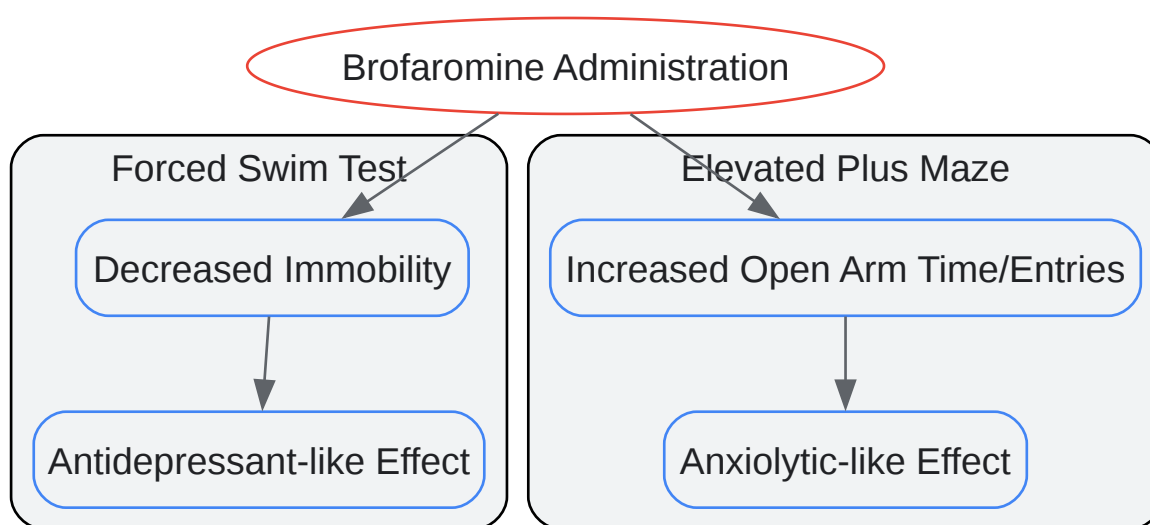 Brofaromine Administration
Forced Swim Test
Decreased Immobility
Antidepressant-like Effect
Elevated Plus Maze
Increased Open Arm Time/Entries
Anxiolytic-like Effect